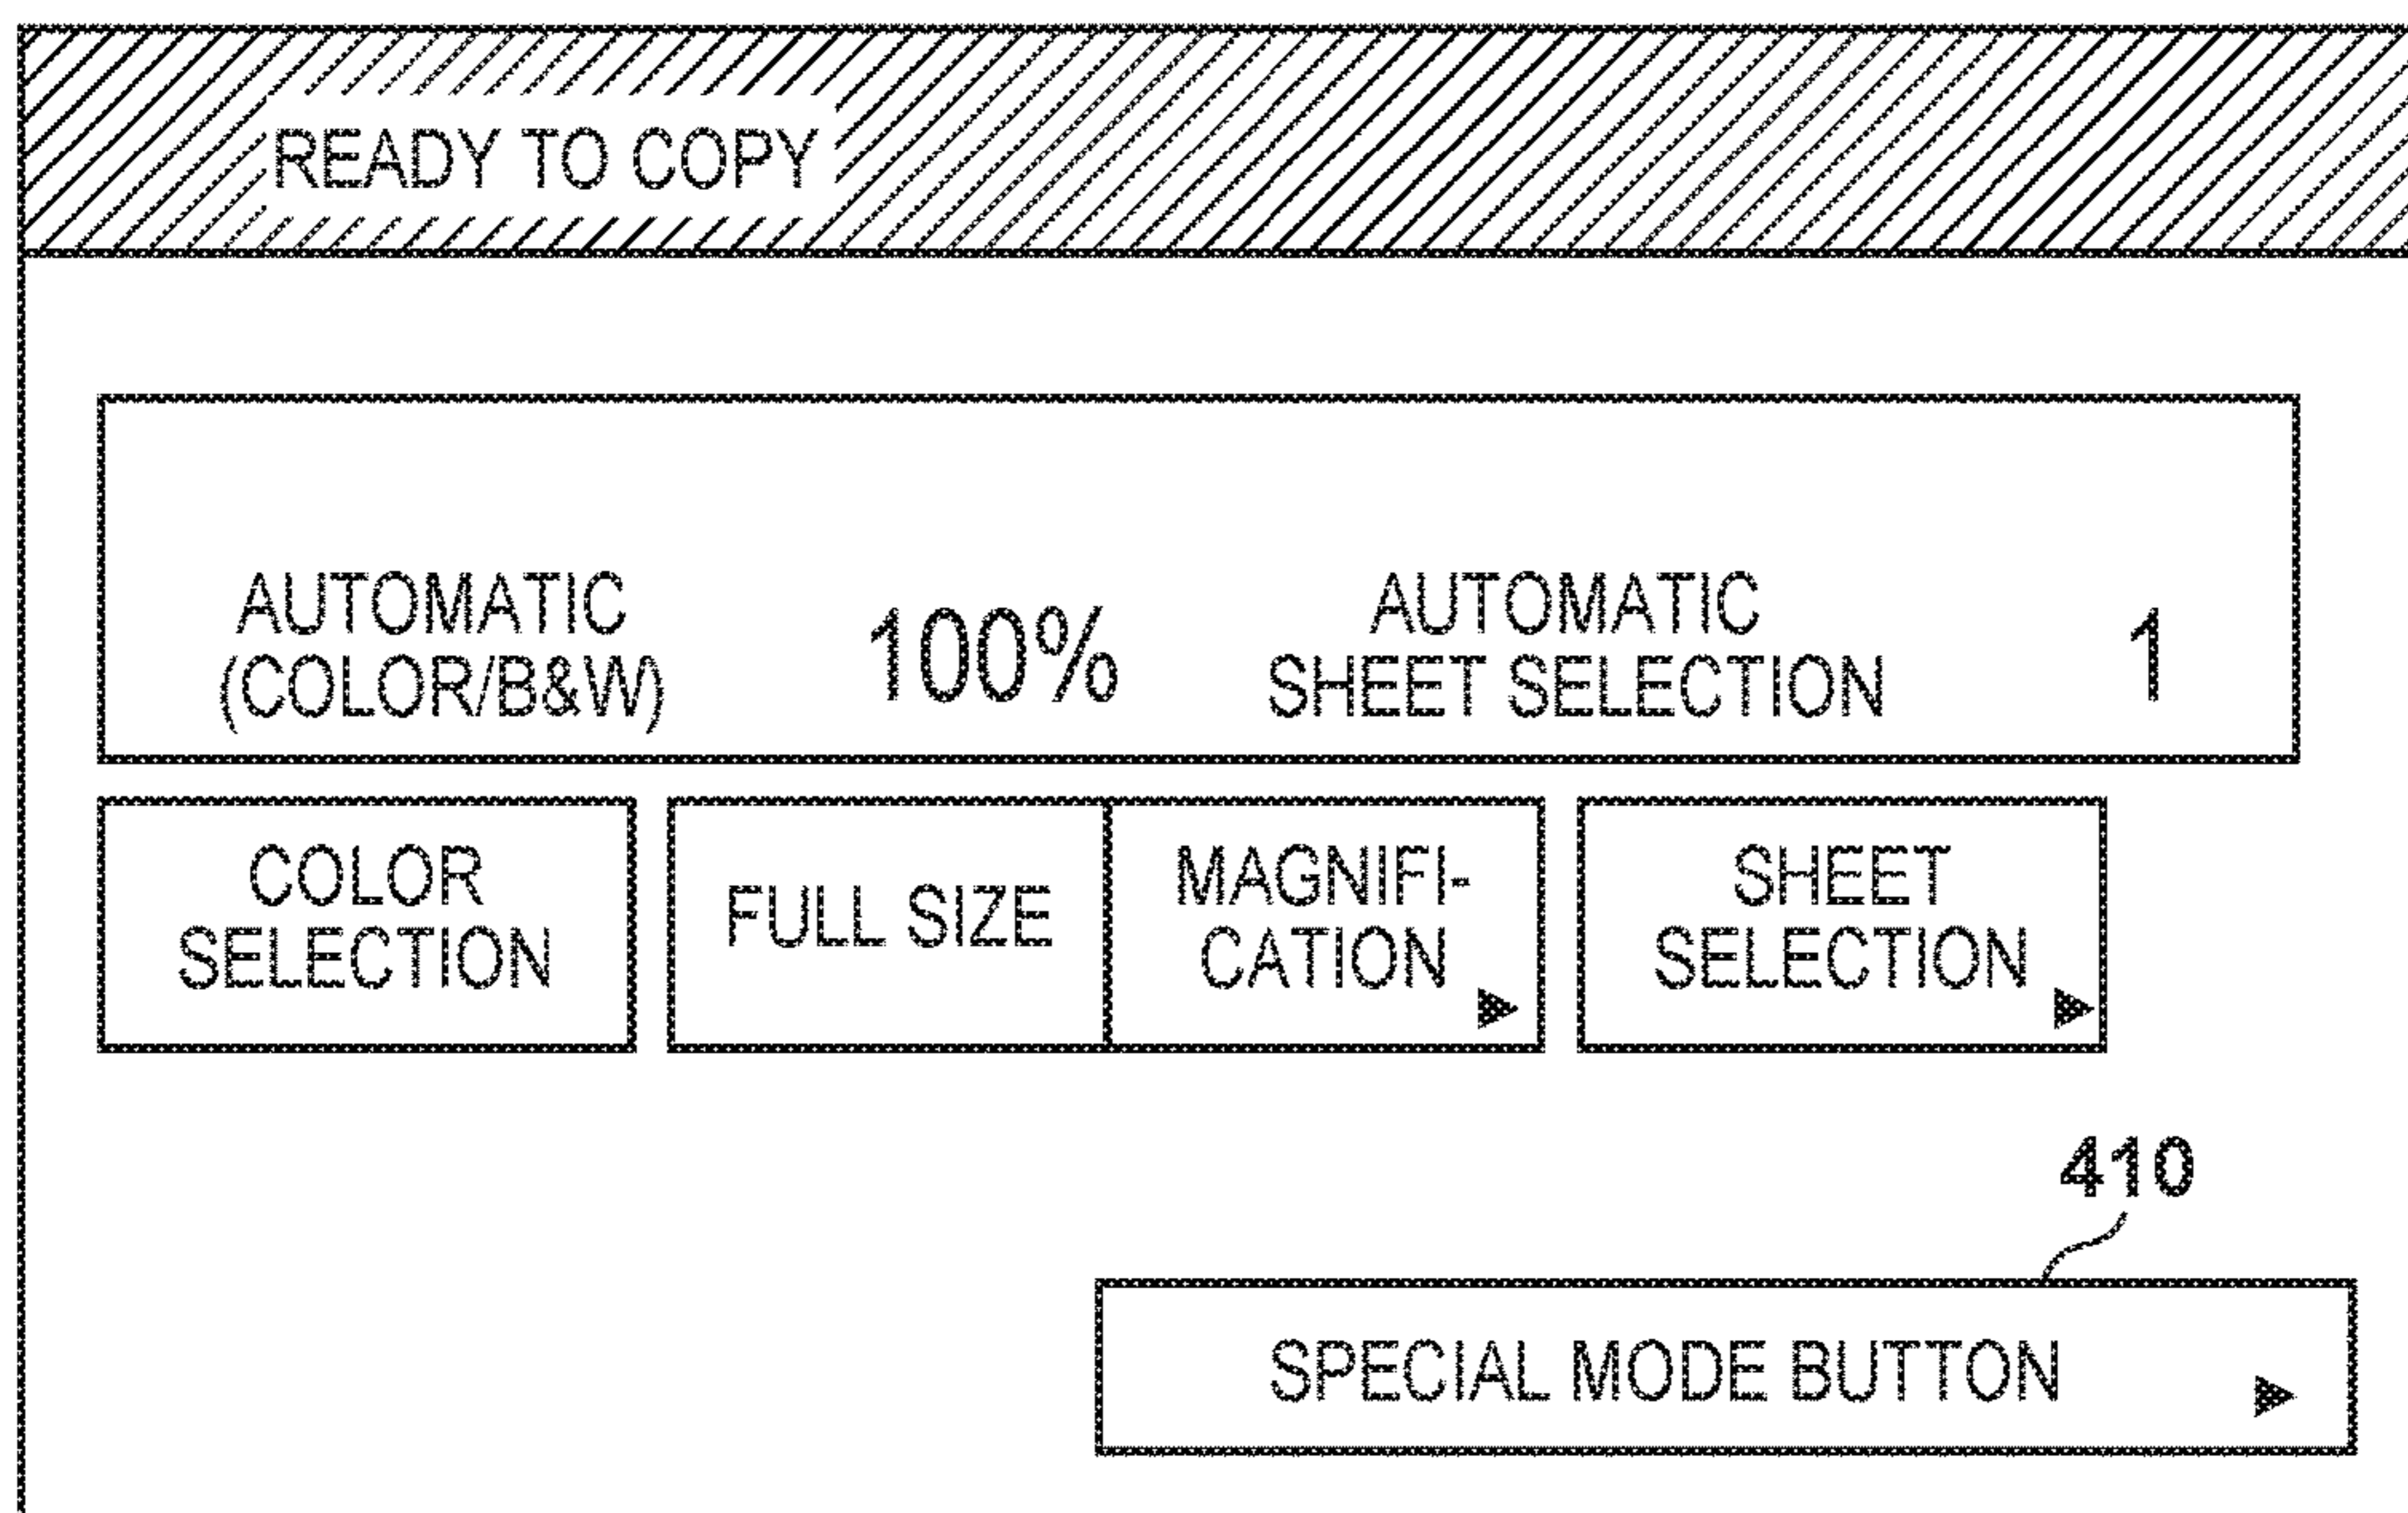 READY TO COPY
AUTOMATIC
(COLOR/B&W)
100%
AUTOMATIC
SHEET SELECTION
1
COLOR
SELECTION
FULL SIZE
MAGNIFI-
CATION
SHEET
SELECTION
410
SPECIAL MODE BUTTON